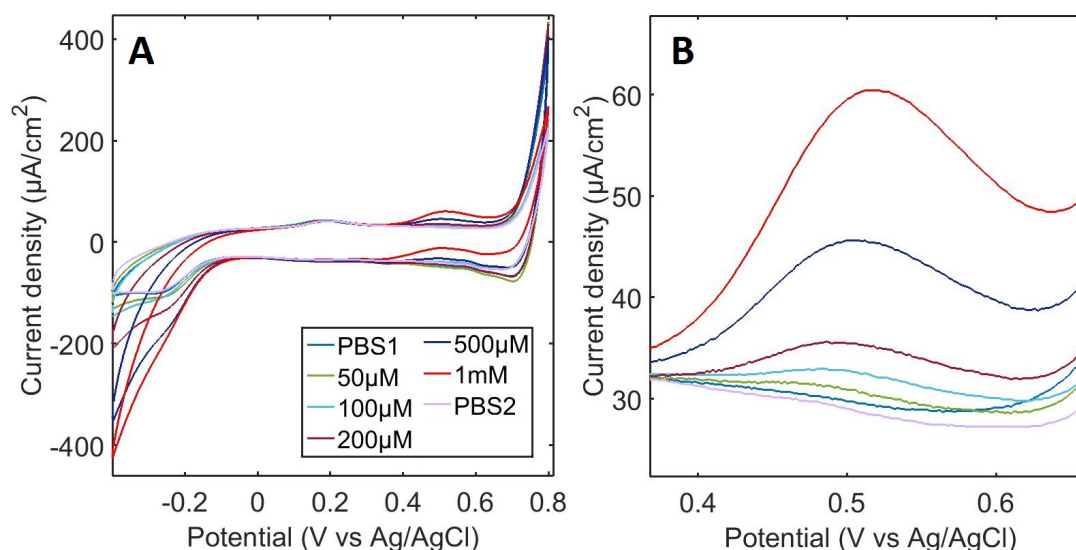 A
Current density (µA/cm²)
400
200
0
-200
-400
-0.2 0 0.2 0.4 0.6 0.8
Potential (V vs Ag/AgCl)
PBS1 500µM
50µM 1mM
100µM PBS2
200µM
B
Current density (µA/cm²)
60
50
40
30
0.4 0.5 0.6
Potential (V vs Ag/AgCl)